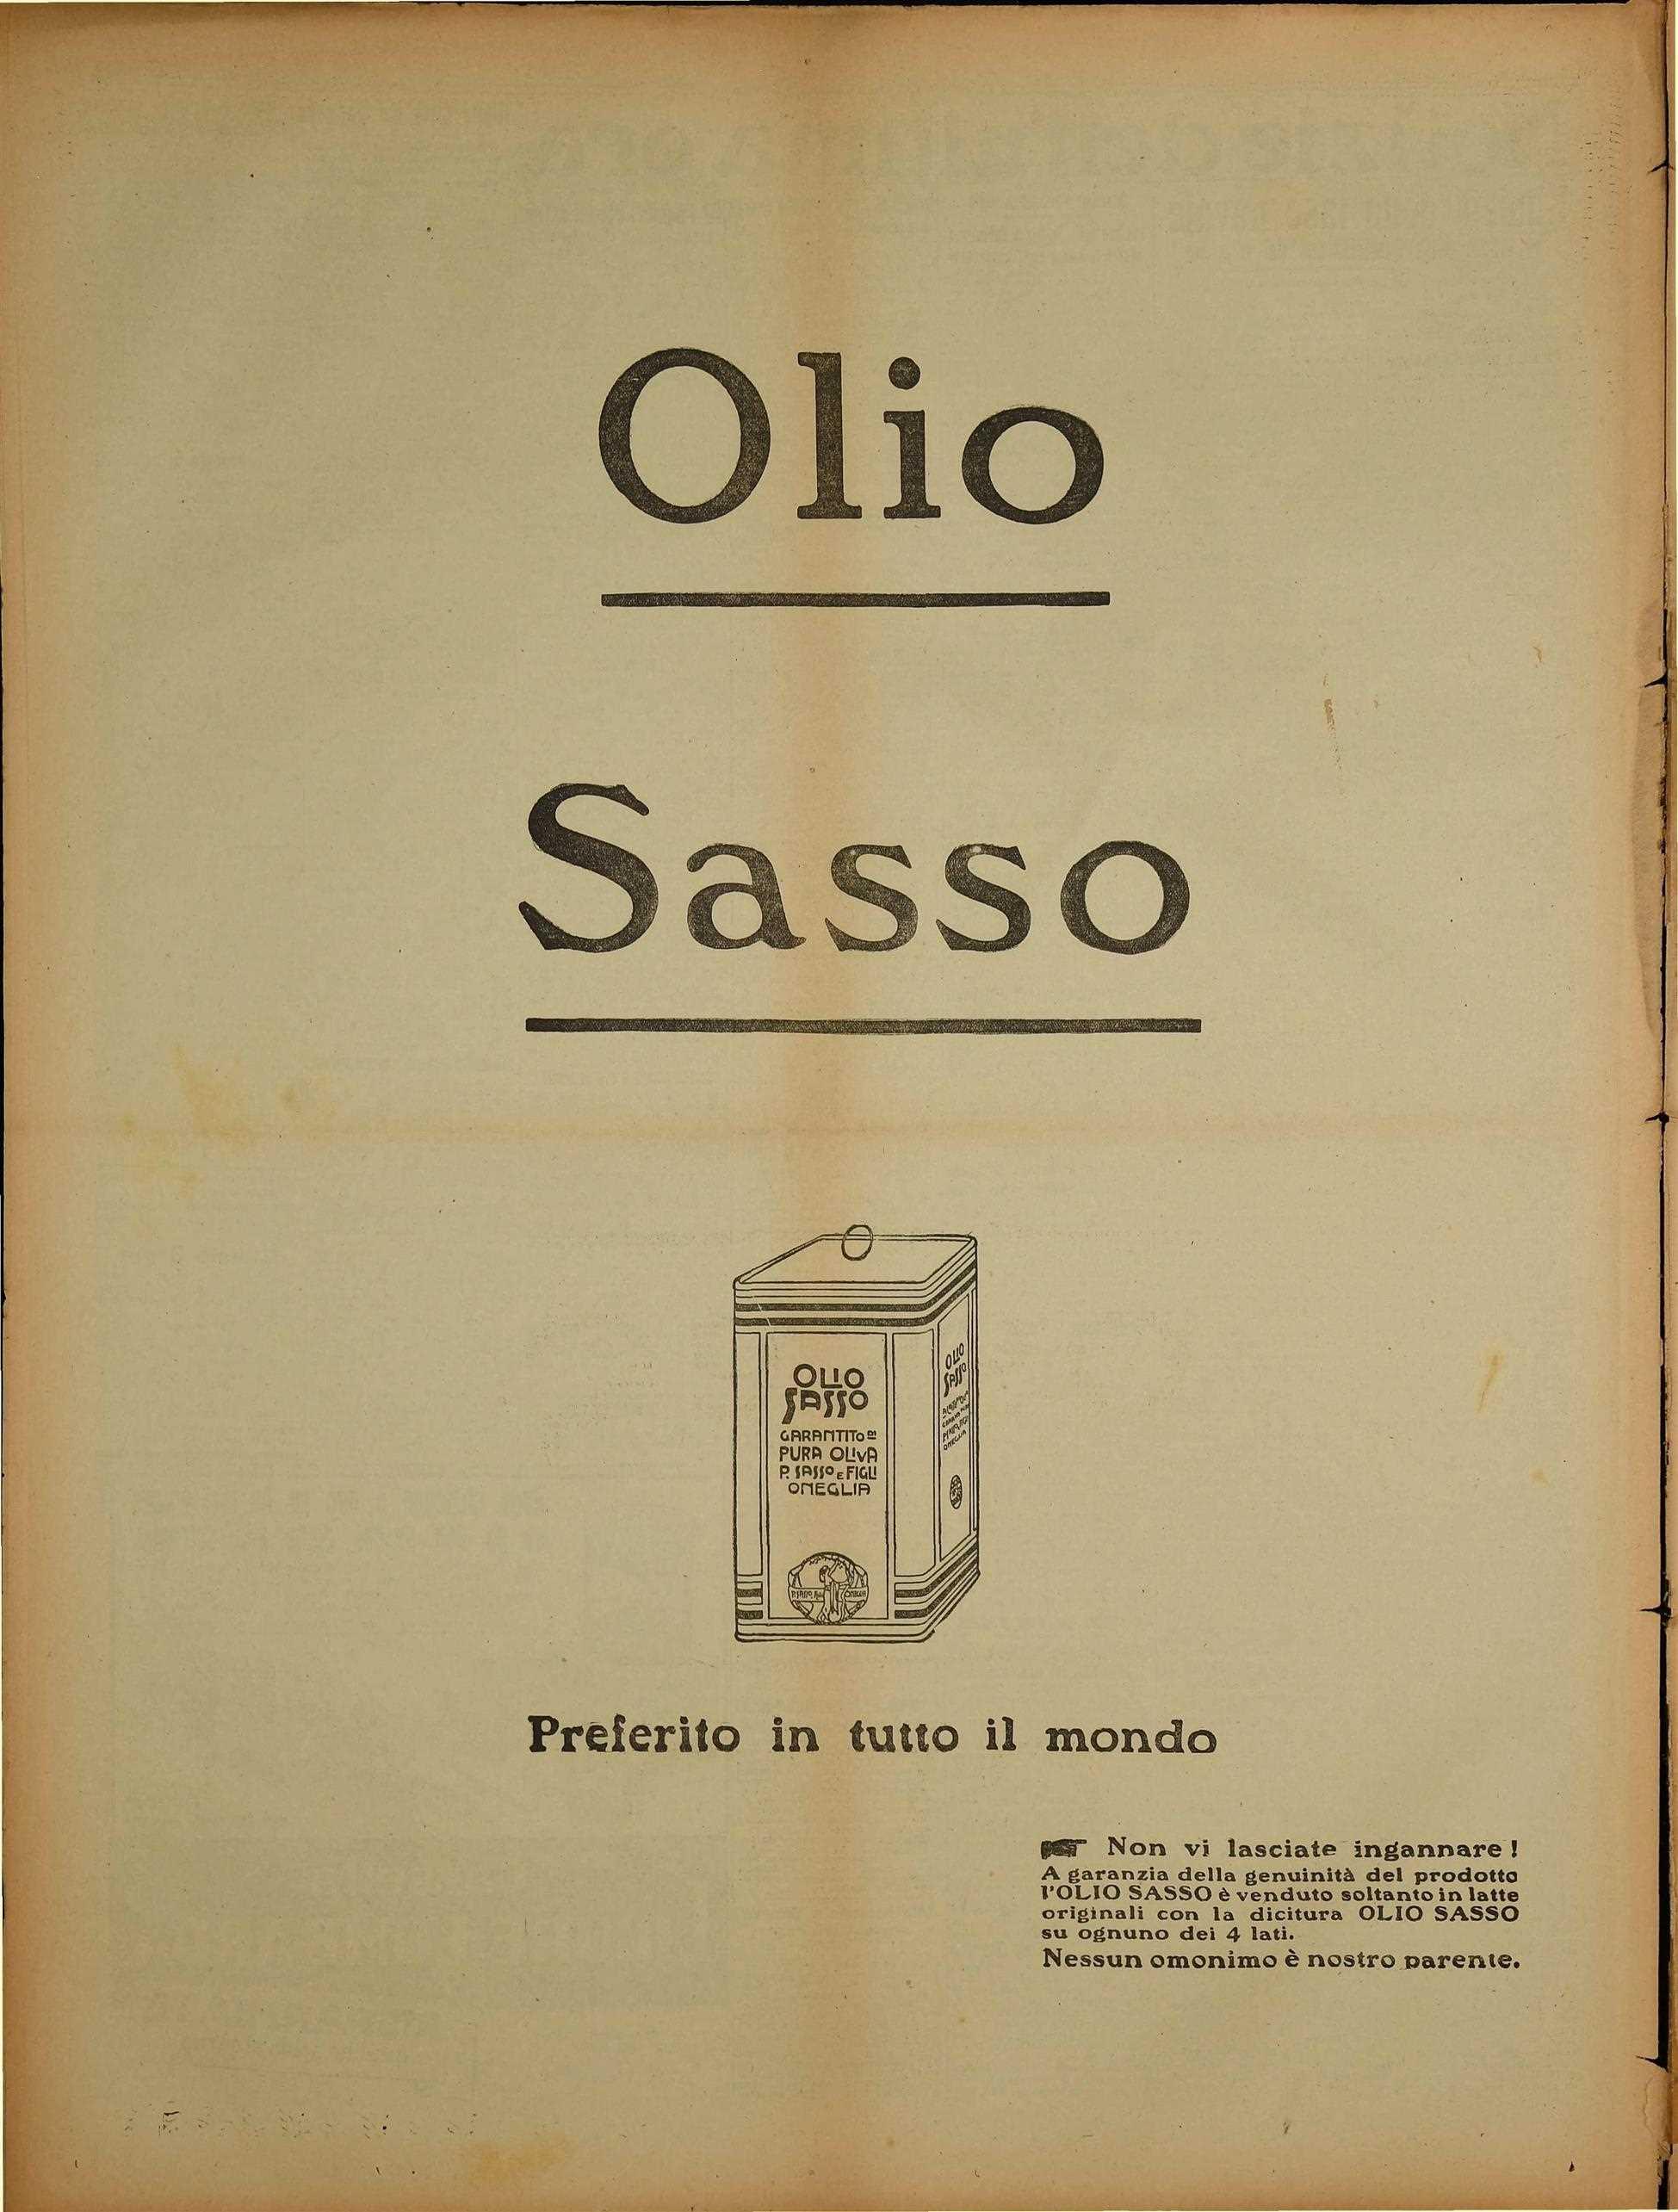 Olio
Sasso
OLIO
SASSO
GARANTITO DI
PURA OLIVA
P. SASSO E FIGLI
ONEGLIA
OLIO
SASSO
ONEGLIA
Preferito in tutto il mondo
Non vi lasciate ingannare !
A garanzia della genuinità del prodotto
l'OLIO SASSO è venduto soltanto in latte
originali con la dicitura OLIO SASSO
su ognuno dei 4 lati.
Nessun omonimo è nostro parente.